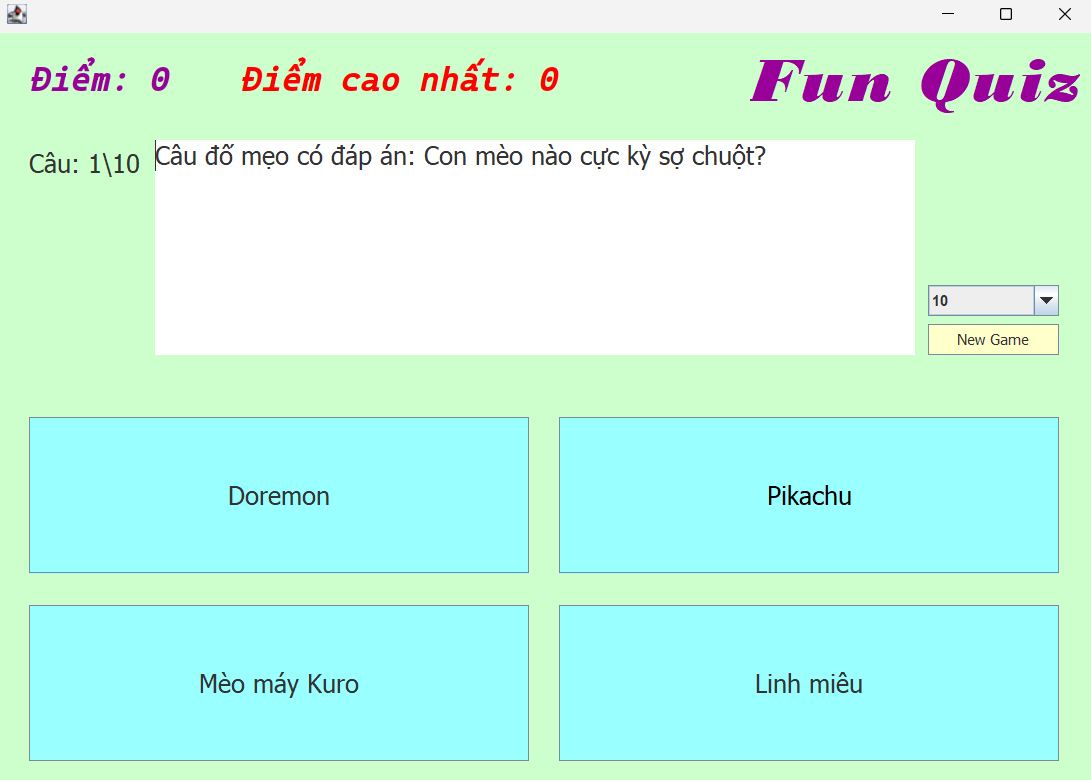 Điểm: 0
Điểm cao nhất: 0
Fun Quiz
Câu: 1\10
Câu đố mẹo có đáp án: Con mèo nào cực kỳ sợ chuột?
10
New Game
Doremon
Pikachu
Mèo máy Kuro
Linh miêu